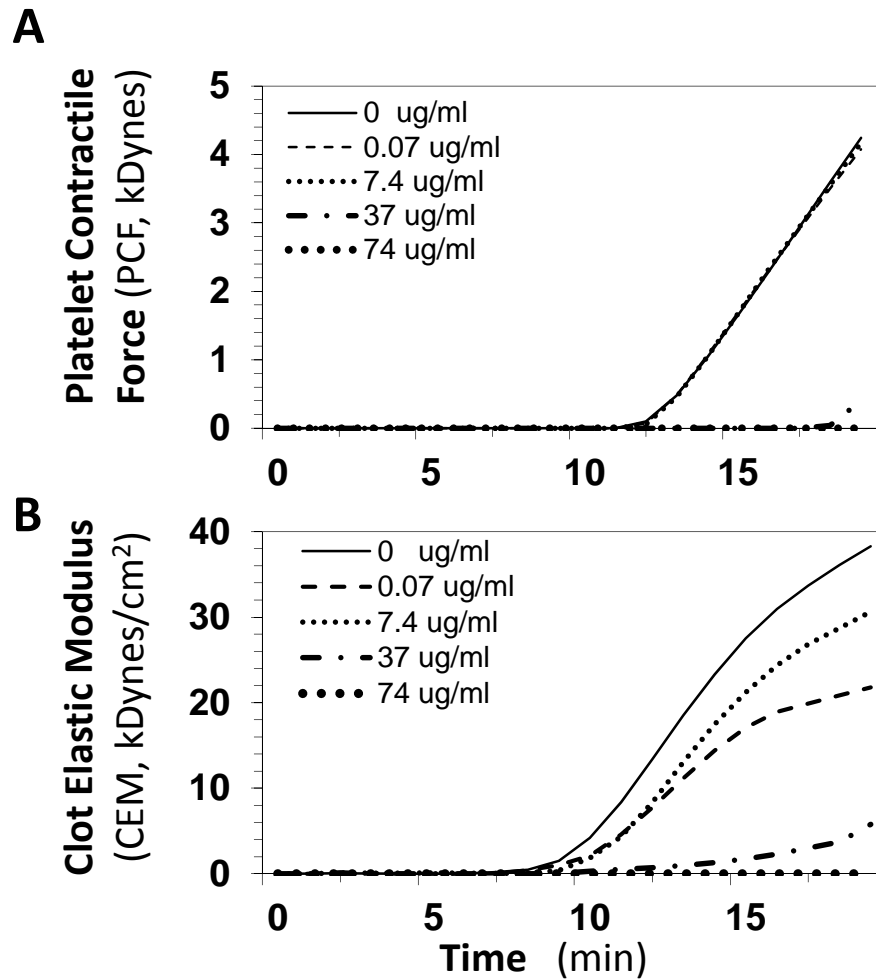 A
Platelet Contractile
Force (PCF, kDynes)
5
4
3
2
1
0
0 ug/ml
0.07 ug/ml
7.4 ug/ml
37 ug/ml
74 ug/ml
0 5 10 15
B
Clot Elastic Modulus
(CEM, kDynes/cm²)
40
30
20
10
0
0 ug/ml
0.07 ug/ml
7.4 ug/ml
37 ug/ml
74 ug/ml
0 5 10 15
Time (min)